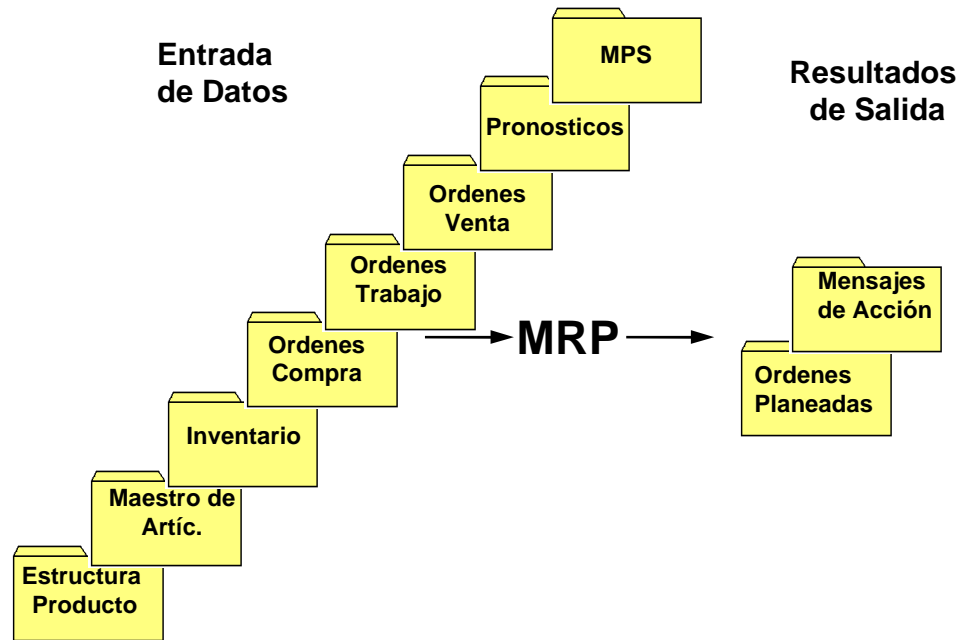 Entrada
de Datos
MPS
Resultados
de Salida
Pronosticos
Ordenes
Venta
Ordenes
Trabajo
Mensajes
de Acción
Ordenes
Compra
MRP
Ordenes
Planeadas
Inventario
Maestro de
Artíc.
Estructura
Producto